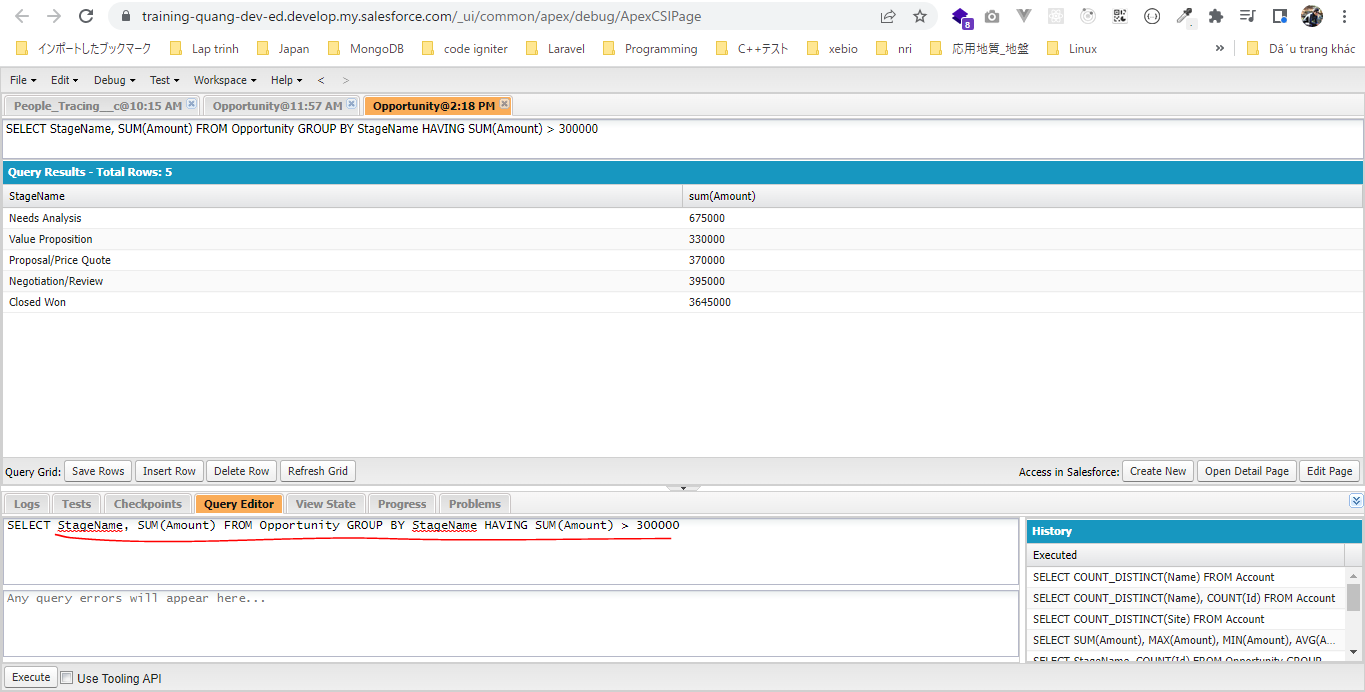 training-quang-dev-ed.develop.my.salesforce.com/_ui/common/apex/debug/ApexCSIPage
8
インポートしたブックマーク Lap trinh Japan MongoDB code igniter Laravel Programming C++テスト xebio nri 応用地質_地盤 Linux » Dấu trang khác
File Edit Debug Test Workspace Help < >
People_Tracing__c@10:15 AM Opportunity@11:57 AM Opportunity@2:18 PM
SELECT StageName, SUM(Amount) FROM Opportunity GROUP BY StageName HAVING SUM(Amount) > 300000
Query Results - Total Rows: 5
StageName sum(Amount)
Needs Analysis 675000
Value Proposition 330000
Proposal/Price Quote 370000
Negotiation/Review 395000
Closed Won 3645000
Query Grid: Save Rows Insert Row Delete Row Refresh Grid Access in Salesforce: Create New Open Detail Page Edit Page
Logs Tests Checkpoints Query Editor View State Progress Problems
SELECT StageName, SUM(Amount) FROM Opportunity GROUP BY StageName HAVING SUM(Amount) > 300000
Any query errors will appear here...
History
Executed
SELECT COUNT_DISTINCT(Name) FROM Account
SELECT COUNT_DISTINCT(Name), COUNT(Id) FROM Account
SELECT COUNT_DISTINCT(Site) FROM Account
SELECT SUM(Amount), MAX(Amount), MIN(Amount), AVG(A...
SELECT StageName, COUNT(Id) FROM Opportunity GROUP
Execute Use Tooling API